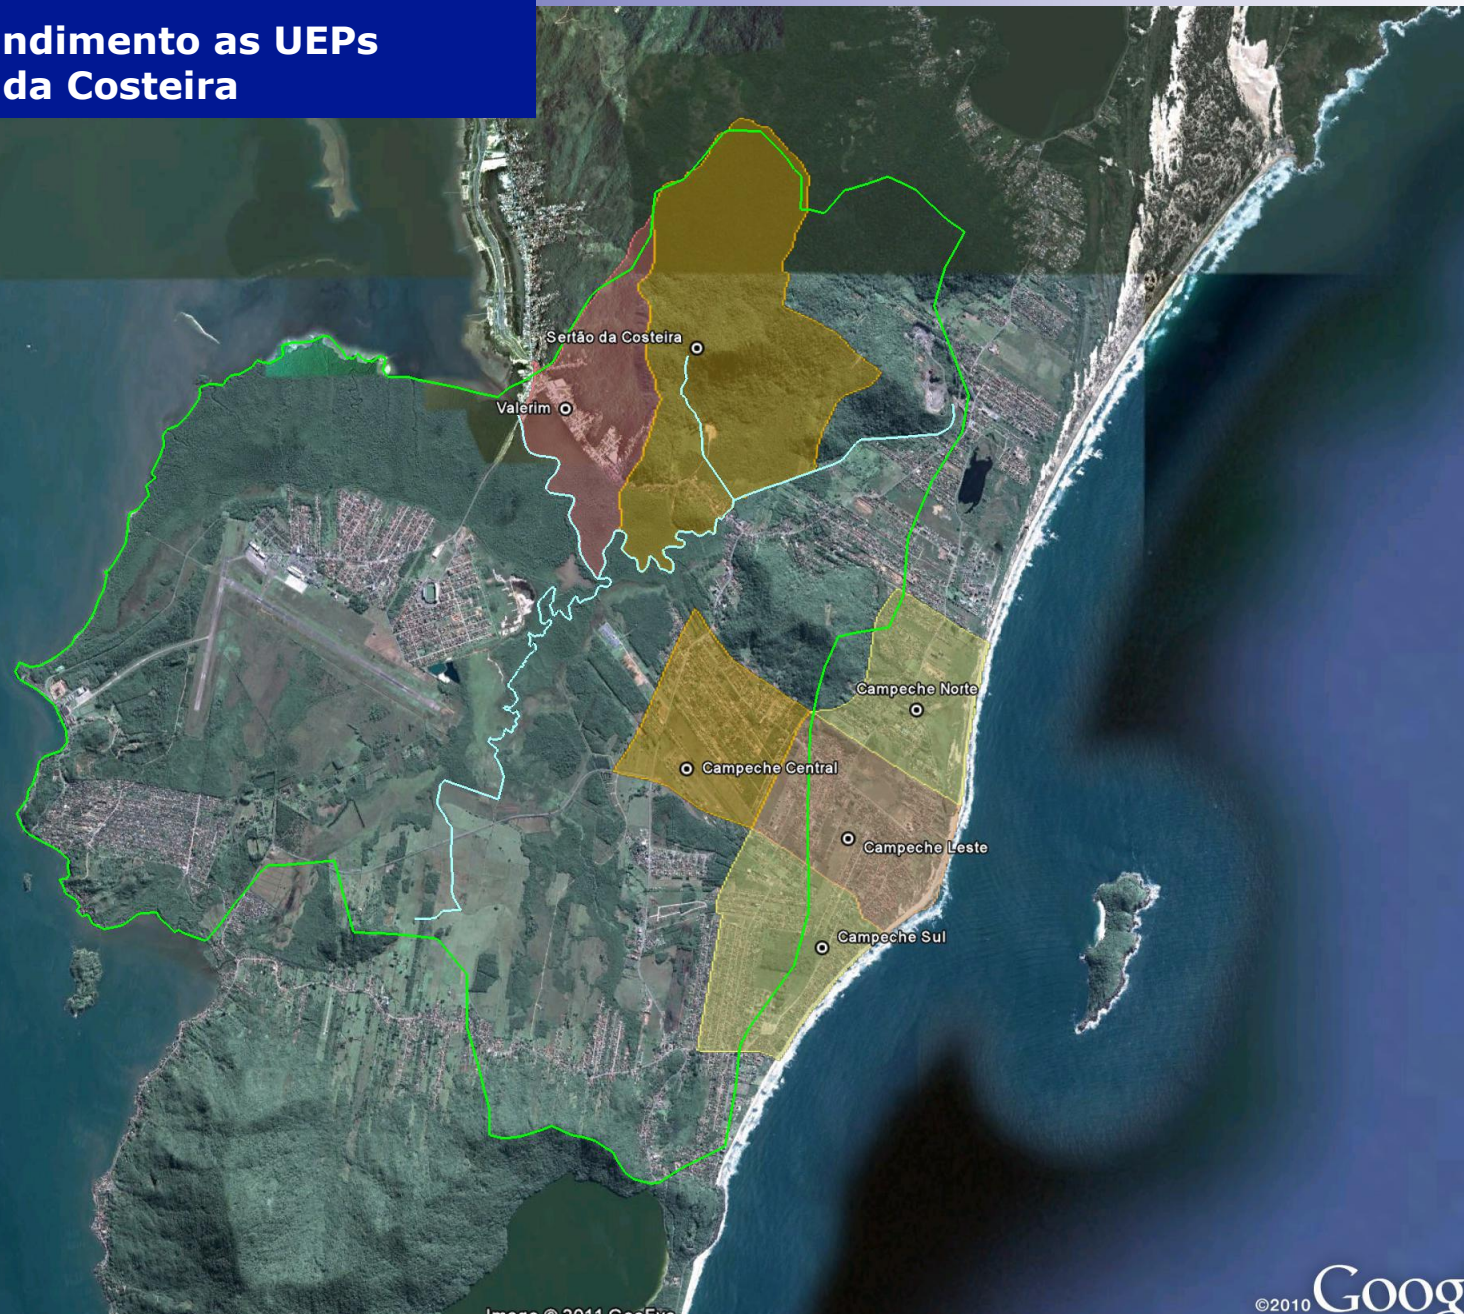 ndimento as UEPs
da Costeira
Sertão da Costeira
Valerim
Campeche Norte
Campeche Central
Campeche Leste
Campeche Sul
©2010 Goog